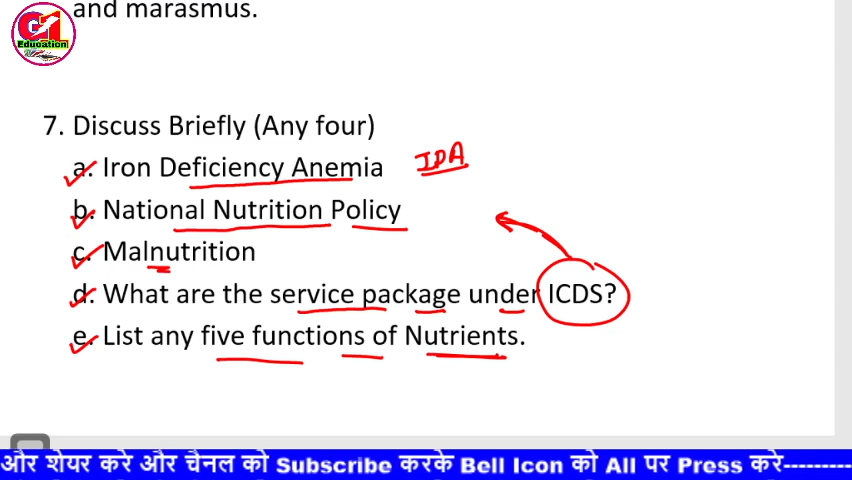 and marasmus.
GI
Education
7. Discuss Briefly (Any four)
a. Iron Deficiency Anemia IDA
b. National Nutrition Policy
c. Malnutrition
d. What are the service package under ICDS?
e. List any five functions of Nutrients.
और शेयर करे और चैनल को Subscribe करके Bell Icon को All पर Press करे---------